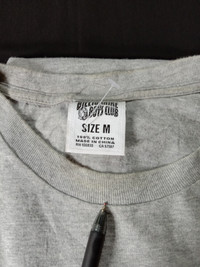 BILLIONAIRE
BOYS CLUB
SIZE M
100% COTTON
MADE IN CHINA